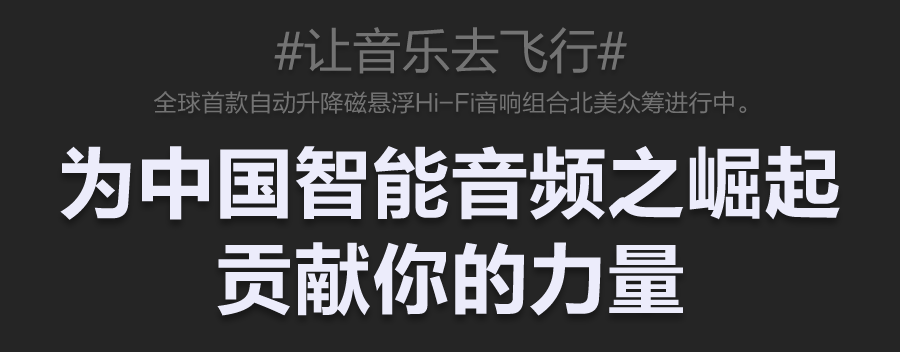 #让音乐去飞行#
全球首款自动升降磁悬浮Hi-Fi音响组合北美众筹进行中。
为中国智能音频之崛起
贡献你的力量